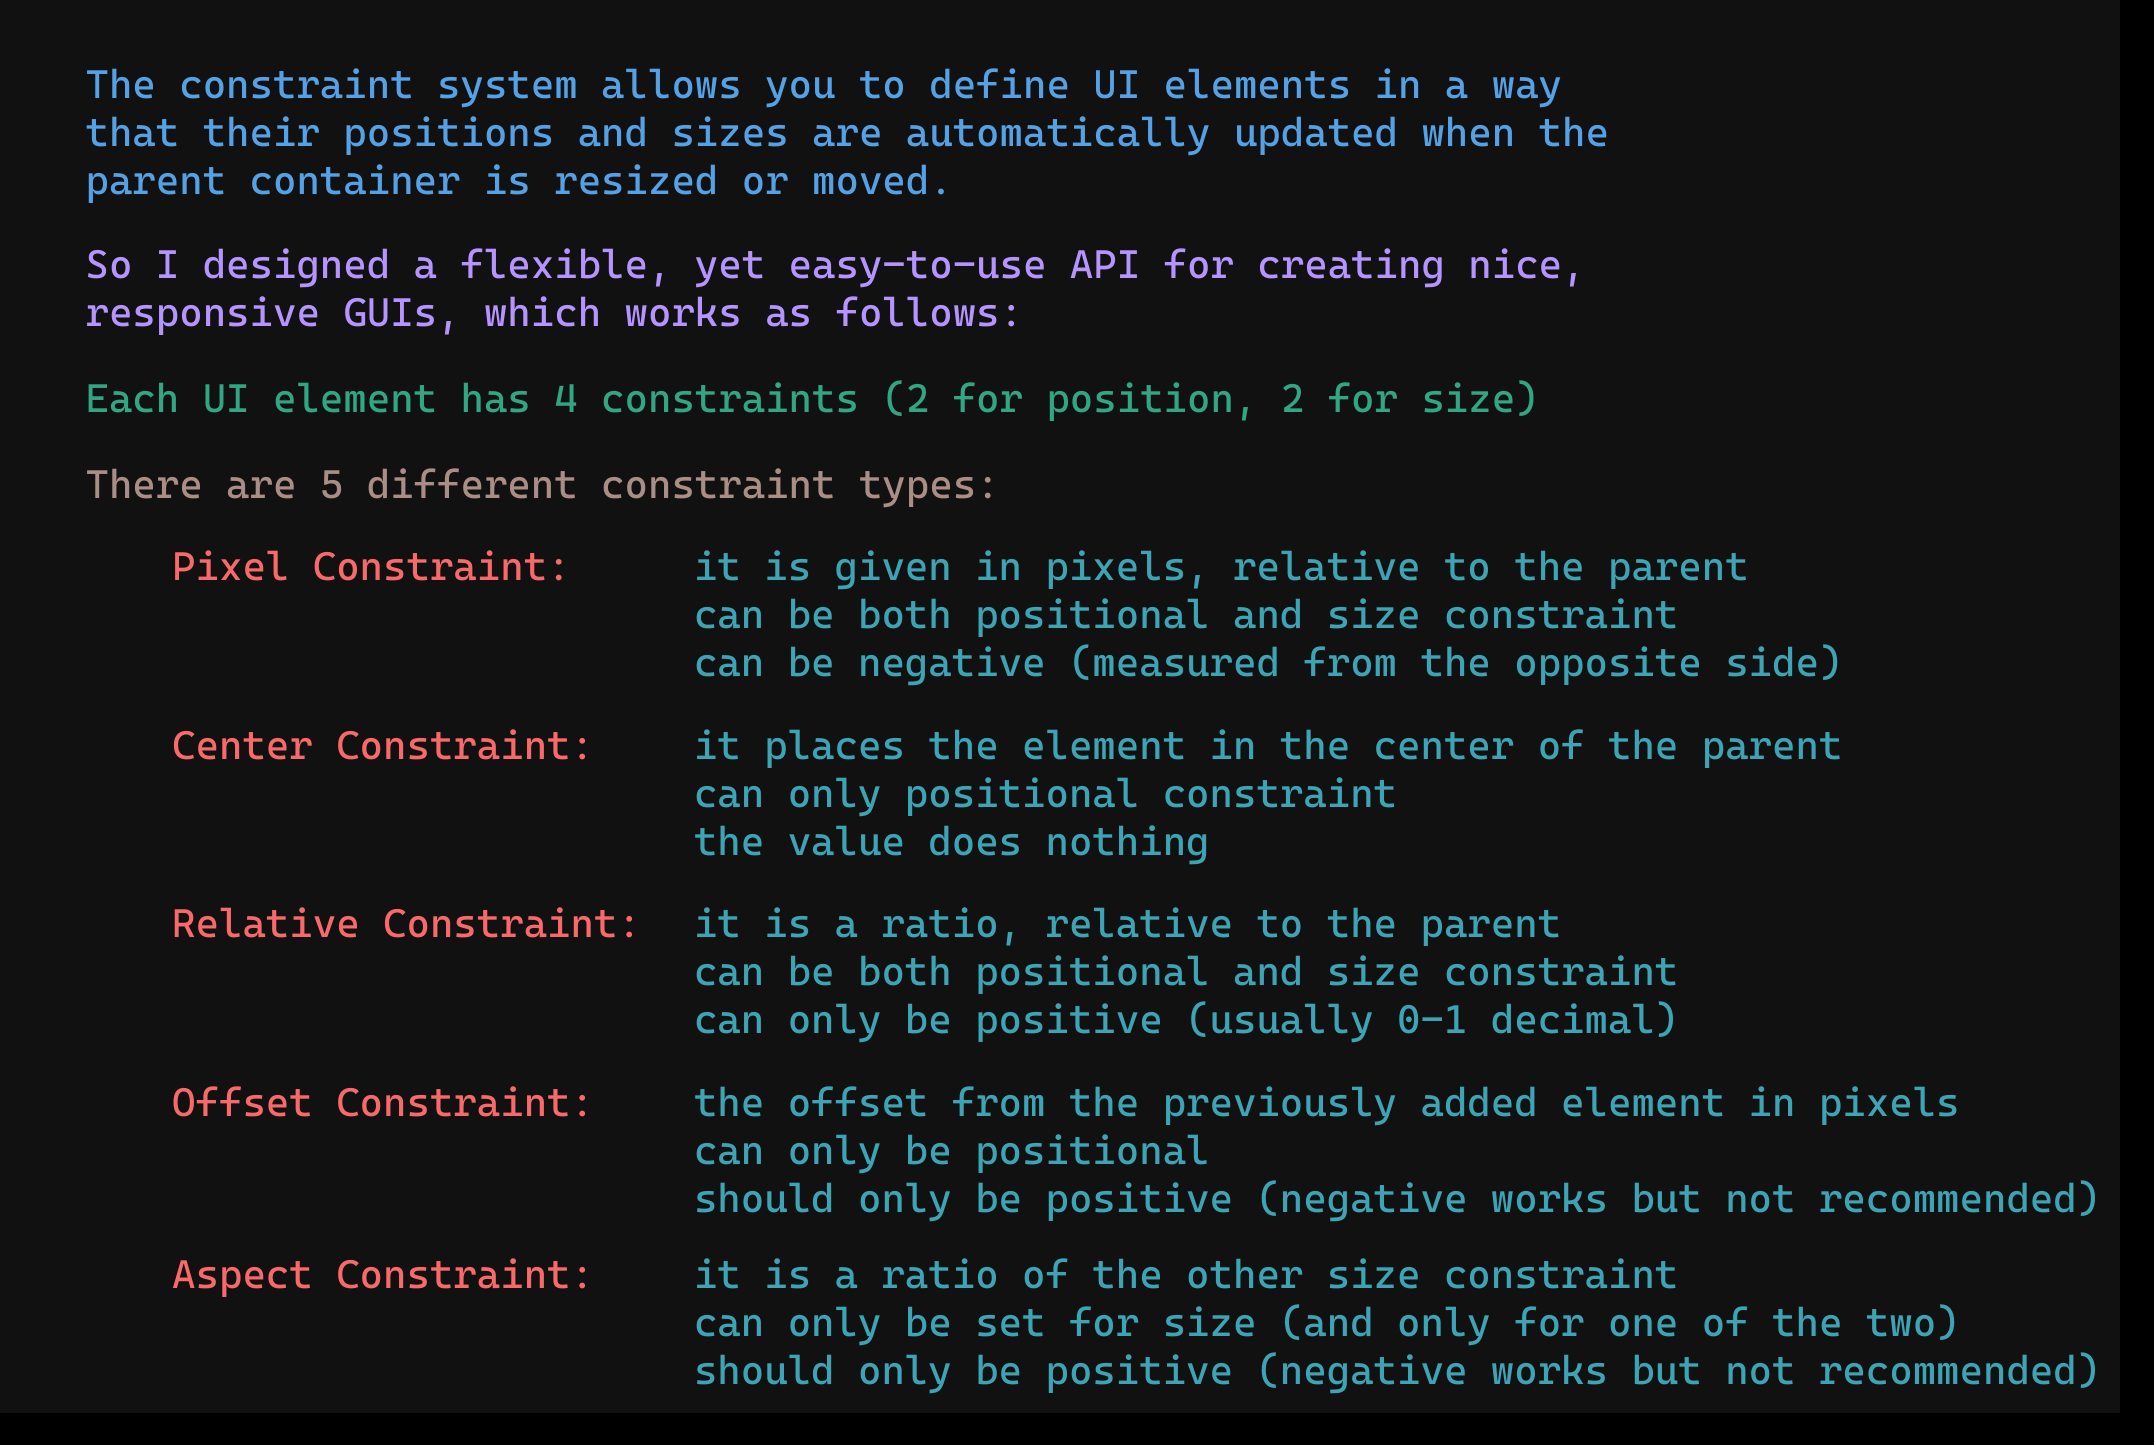 The constraint system allows you to define UI elements in a way
that their positions and sizes are automatically updated when the
parent container is resized or moved.
So I designed a flexible, yet easy-to-use API for creating nice,
responsive GUIs, which works as follows:
Each UI element has 4 constraints (2 for position, 2 for size)
There are 5 different constraint types:
Pixel Constraint: it is given in pixels, relative to the parent
can be both positional and size constraint
can be negative (measured from the opposite side)
Center Constraint: it places the element in the center of the parent
can only positional constraint
the value does nothing
Relative Constraint: it is a ratio, relative to the parent
can be both positional and size constraint
can only be positive (usually 0-1 decimal)
Offset Constraint: the offset from the previously added element in pixels
can only be positional
should only be positive (negative works but not recommended)
Aspect Constraint: it is a ratio of the other size constraint
can only be set for size (and only for one of the two)
should only be positive (negative works but not recommended)